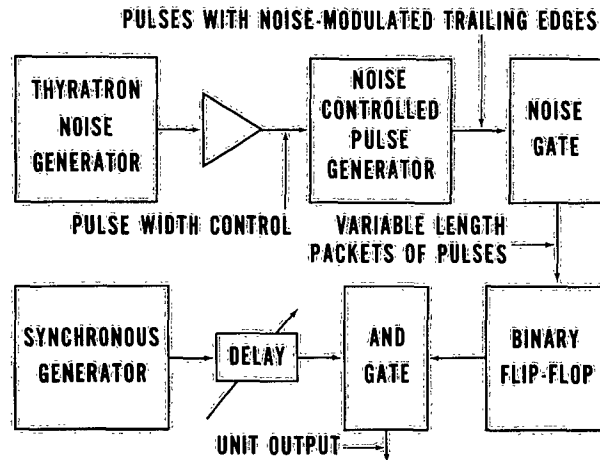 PULSES WITH NOISE-MODULATED TRAILING EDGES
THYRATRON
NOISE
GENERATOR
NOISE
CONTROLLED
PULSE
GENERATOR
NOISE
GATE
PULSE WIDTH CONTROL
VARIABLE LENGTH
PACKETS OF PULSES
SYNCHRONOUS
GENERATOR
DELAY
AND
GATE
BINARY
FLIP-FLOP
UNIT OUTPUT